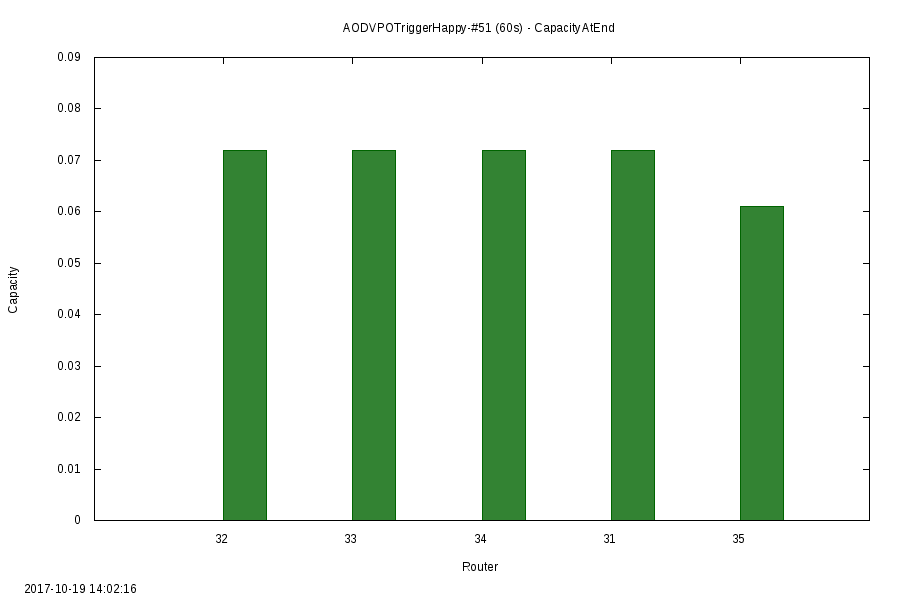 AODVPOTriggerHappy-#51 (60s) - CapacityAtEnd
0.09
0.08
0.07
0.06
0.05
0.04
0.03
0.02
0.01
0
Capacity
32 33 34 31 35
Router
2017-10-19 14:02:16